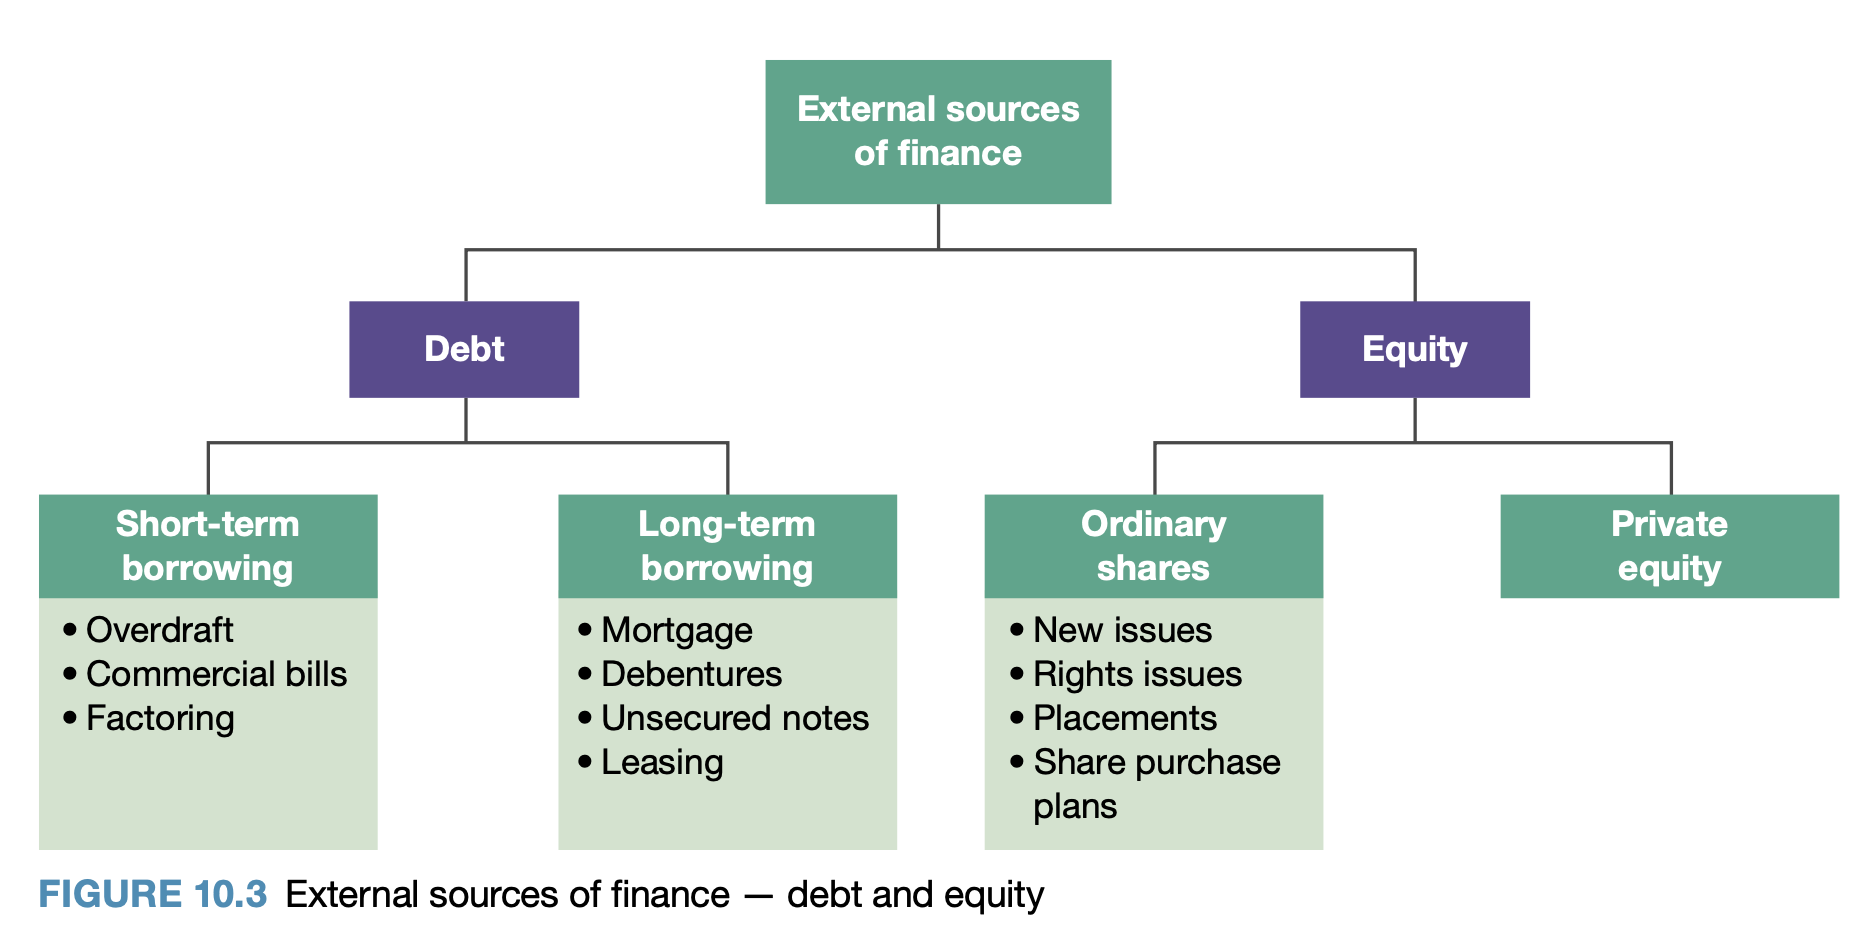 External sources
of finance
Debt
Equity
Short-term
borrowing
• Overdraft
• Commercial bills
• Factoring
Long-term
borrowing
• Mortgage
• Debentures
• Unsecured notes
• Leasing
Ordinary
shares
• New issues
• Rights issues
• Placements
• Share purchase
plans
Private
equity
FIGURE 10.3 External sources of finance — debt and equity